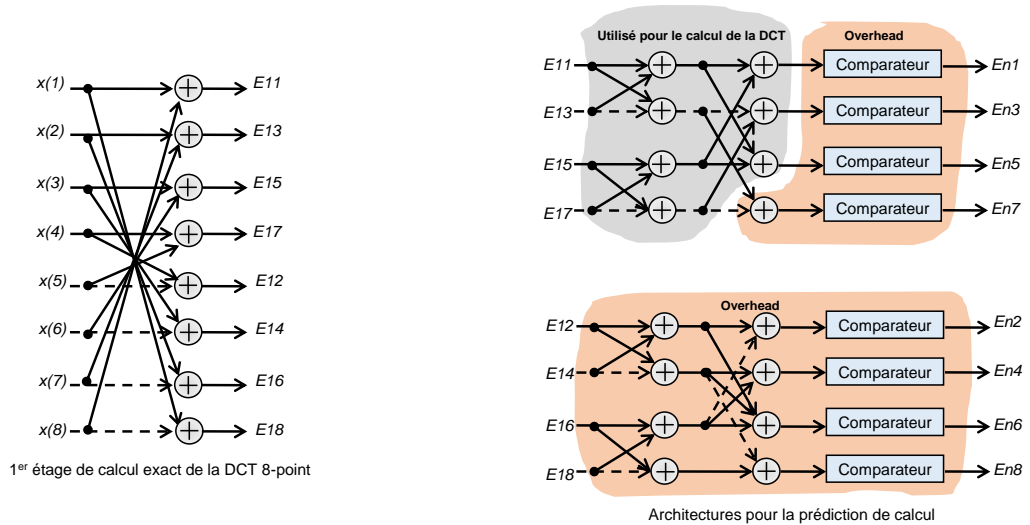 x(1)
E11
x(2)
E13
x(3)
E15
x(4)
E17
x(5)
E12
x(6)
E14
x(7)
E16
x(8)
E18
1er étage de calcul exact de la DCT 8-point
Utilisé pour le calcul de la DCT
Overhead
E11
Comparateur
En1
E13
Comparateur
En3
E15
Comparateur
En5
E17
Comparateur
En7
Overhead
E12
Comparateur
En2
E14
Comparateur
En4
E16
Comparateur
En6
E18
Comparateur
En8
Architectures pour la prédiction de calcul